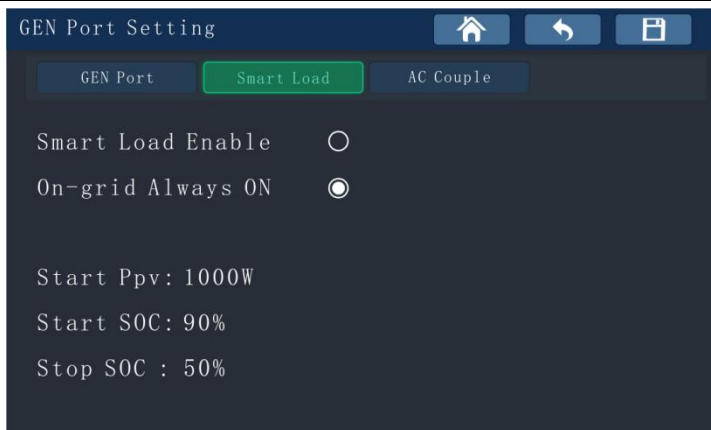 GEN Port Setting
GEN Port Smart Load AC Couple
Smart Load Enable
On-grid Always ON
Start Ppv: 1000W
Start SOC: 90%
Stop SOC : 50%